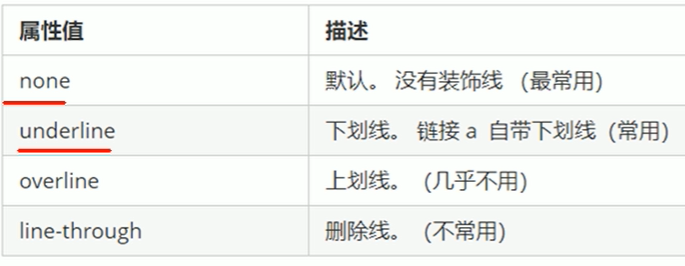 属性值 描述
none 默认。 没有装饰线 (最常用)
underline 下划线。 链接 a 自带下划线 (常用)
overline 上划线。 (几乎不用)
line-through 删除线。 (不常用)